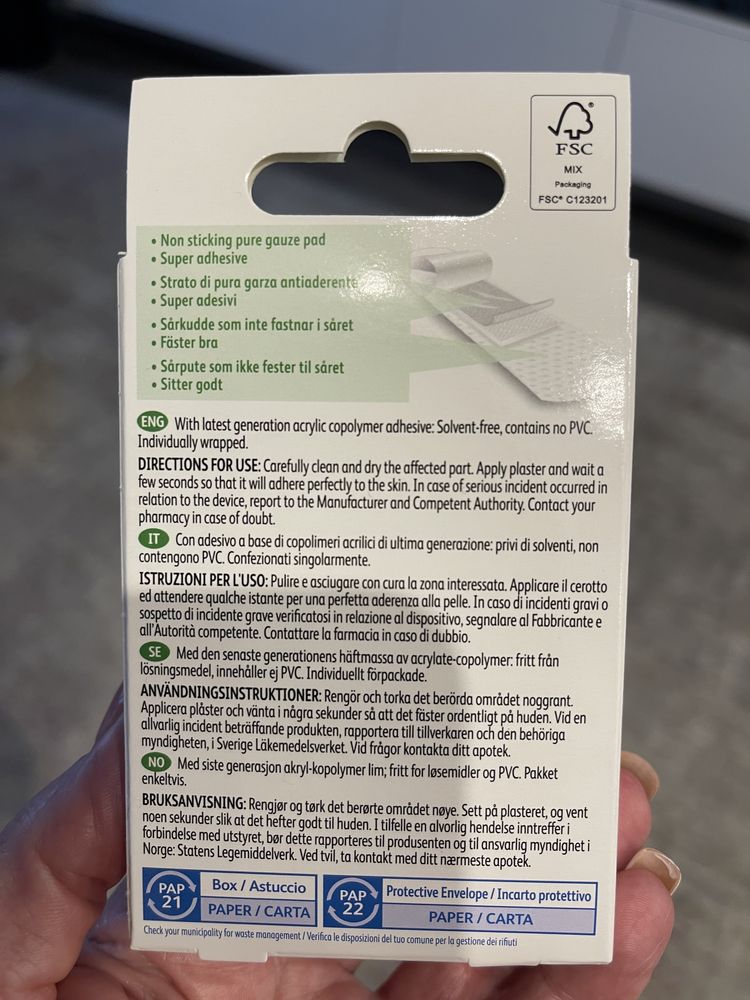 FSC
MIX
Packaging
FSC® C123201
• Non sticking pure gauze pad
• Super adhesive
• Strato di pura garza antiaderente
• Super adesivi
• Sårkudde som inte fastnar i såret
• Fäster bra
• Sårpute som ikke fester til såret
• Sitter godt
ENG With latest generation acrylic copolymer adhesive: Solvent-free, contains no PVC.
Individually wrapped.
DIRECTIONS FOR USE: Carefully clean and dry the affected part. Apply plaster and wait a
few seconds so that it will adhere perfectly to the skin. In case of serious incident occurred in
relation to the device, report to the Manufacturer and Competent Authority. Contact your
pharmacy in case of doubt.
IT Con adesivo a base di copolimeri acrilici di ultima generazione: privi di solventi, non
contengono PVC. Confezionati singolarmente.
ISTRUZIONI PER L'USO: Pulire e asciugare con cura la zona interessata. Applicare il cerotto
ed attendere qualche istante per una perfetta aderenza alla pelle. In caso di incidenti gravi o
sospetto di incidente grave verificatosi in relazione al dispositivo, segnalare al Fabbricante e
all'Autorità competente. Contattare la farmacia in caso di dubbio.
SE Med den senaste generationens häftmassa av acrylate-copolymer: fritt från
lösningsmedel, innehåller ej PVC. Individuellt förpackade.
ANVÄNDNINGSINSTRUKTIONER: Rengör och torka det berörda området noggrant.
Applicera plåster och vänta i några sekunder så att det fäster ordentligt på huden. Vid en
allvarlig incident beträffande produkten, rapportera till tillverkaren och den behöriga
myndigheten, i Sverige Läkemedelsverket. Vid frågor kontakta ditt apotek.
NO Med siste generasjon akryl-kopolymer lim; fritt for løsemidler og PVC. Pakket
enkeltvis.
BRUKSANVISNING: Rengjør og tørk det berørte området nøye. Sett på plasteret, og vent
noen sekunder slik at det hefter godt til huden. I tilfelle en alvorlig hendelse inntreffer i
forbindelse med utstyret, bør dette rapporteres til produsenten og til ansvarlig myndighet i
Norge: Statens Legemiddelverk. Ved tvil, ta kontakt med ditt nærmeste apotek.
PAP 21 Box / Astuccio
PAPER / CARTA
PAP 22 Protective Envelope / Incarto protettivo
PAPER / CARTA
Check your municipality for waste management / Verifica le disposizioni del tuo comune per la gestione dei rifiuti